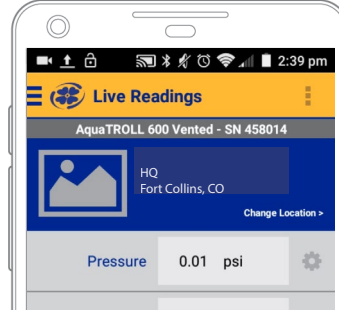 2:39 pm
Live Readings
AquaTROLL 600 Vented - SN 458014
HQ
Fort Collins, CO
Change Location >
Pressure 0.01 psi